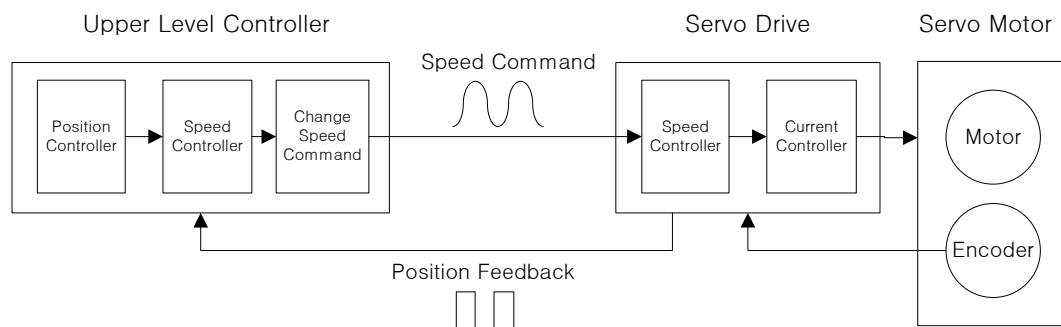 Upper Level Controller
Servo Drive
Servo Motor
Speed Command
Position
Controller
Speed
Controller
Change
Speed
Command
Speed
Controller
Current
Controller
Motor
Encoder
Position Feedback